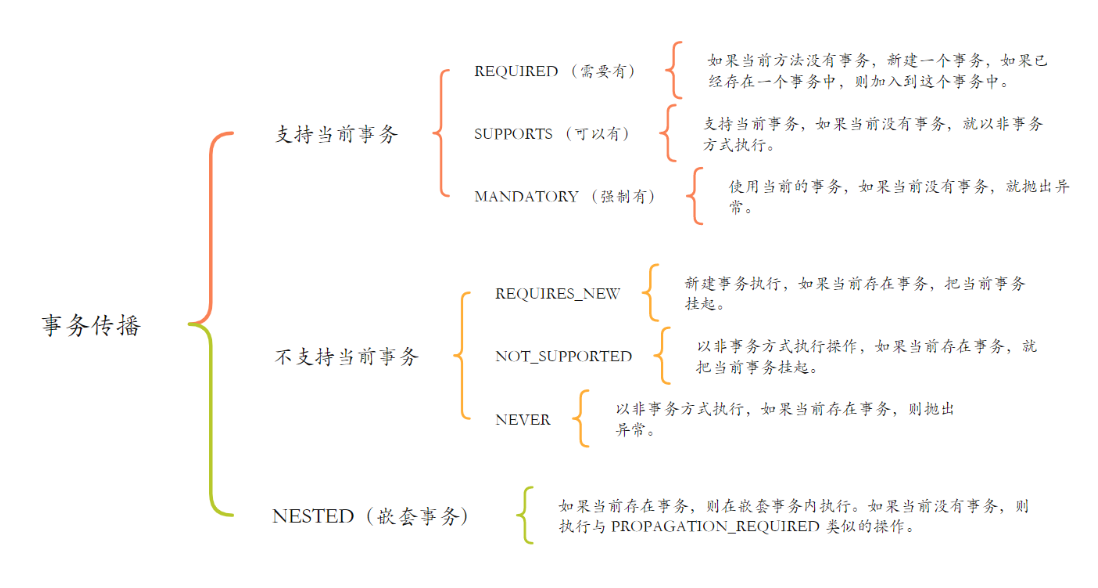 事务传播
支持当前事务
REQUIRED（需要有）
如果当前方法没有事务，新建一个事务，如果已
经存在一个事务中，则加入到这个事务中。
SUPPORTS（可以有）
支持当前事务，如果当前没有事务，就以非事务
方式执行。
MANDATORY（强制有）
使用当前的事务，如果当前没有事务，就抛出异
常。
不支持当前事务
REQUIRES_NEW
新建事务执行，如果当前存在事务，把当前事务
挂起。
NOT_SUPPORTED
以非事务方式执行操作，如果当前存在事务，就
把当前事务挂起。
NEVER
以非事务方式执行，如果当前存在事务，则抛出
异常。
NESTED（嵌套事务）
如果当前存在事务，则在嵌套事务内执行。如果当前没有事务，则
执行与 PROPAGATION_REQUIRED 类似的操作。